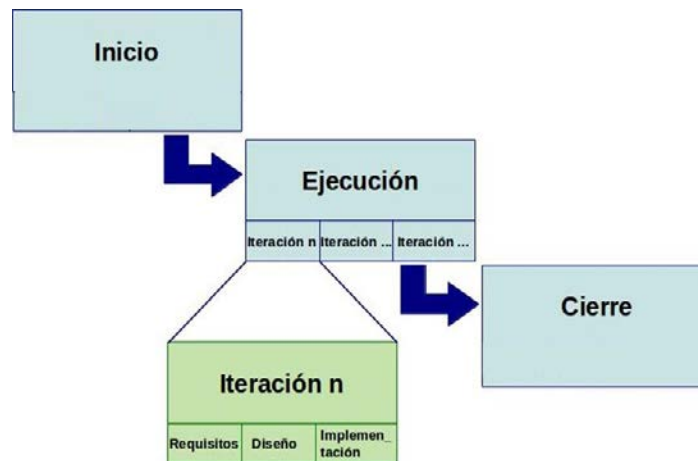 Inicio
Ejecución
Iteración n
Iteración ...
Iteración ...
Cierre
Iteración n
Requisitos
Diseño
Implemen_
tación